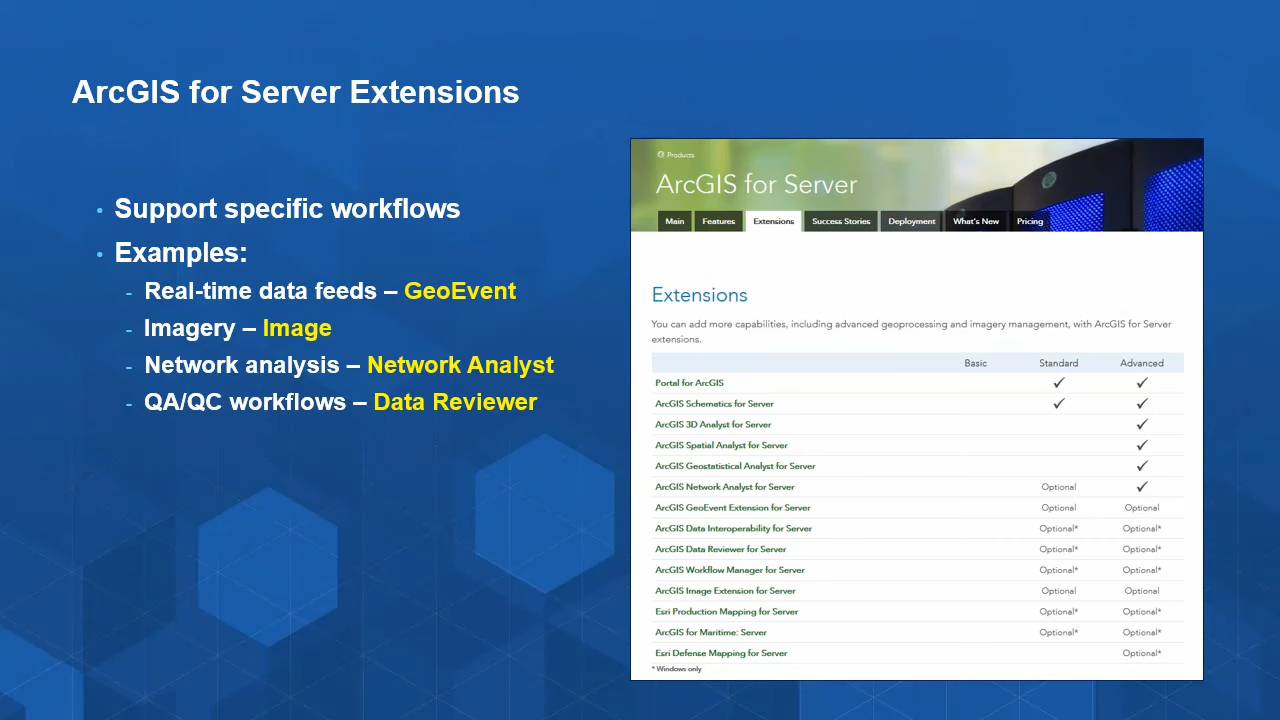 ArcGIS for Server Extensions
• Support specific workflows
• Examples:
- Real-time data feeds – GeoEvent
- Imagery – Image
- Network analysis – Network Analyst
- QA/QC workflows – Data Reviewer
Products
ArcGIS for Server
Main Features Extensions Success Stories Deployment What's New Pricing
Extensions
You can add more capabilities, including advanced geoprocessing and imagery management, with ArcGIS for Server
extensions.
Basic Standard Advanced
Portal for ArcGIS ✓ ✓
ArcGIS Schematics for Server ✓ ✓
ArcGIS 3D Analyst for Server ✓
ArcGIS Spatial Analyst for Server ✓
ArcGIS Geostatistical Analyst for Server ✓
ArcGIS Network Analyst for Server Optional ✓
ArcGIS GeoEvent Extension for Server Optional Optional
ArcGIS Data Interoperability for Server Optional* Optional*
ArcGIS Data Reviewer for Server Optional* Optional*
ArcGIS Workflow Manager for Server Optional* Optional*
ArcGIS Image Extension for Server Optional Optional
Esri Production Mapping for Server Optional* Optional*
ArcGIS for Maritime: Server Optional* Optional*
Esri Defense Mapping for Server Optional*
* Windows only